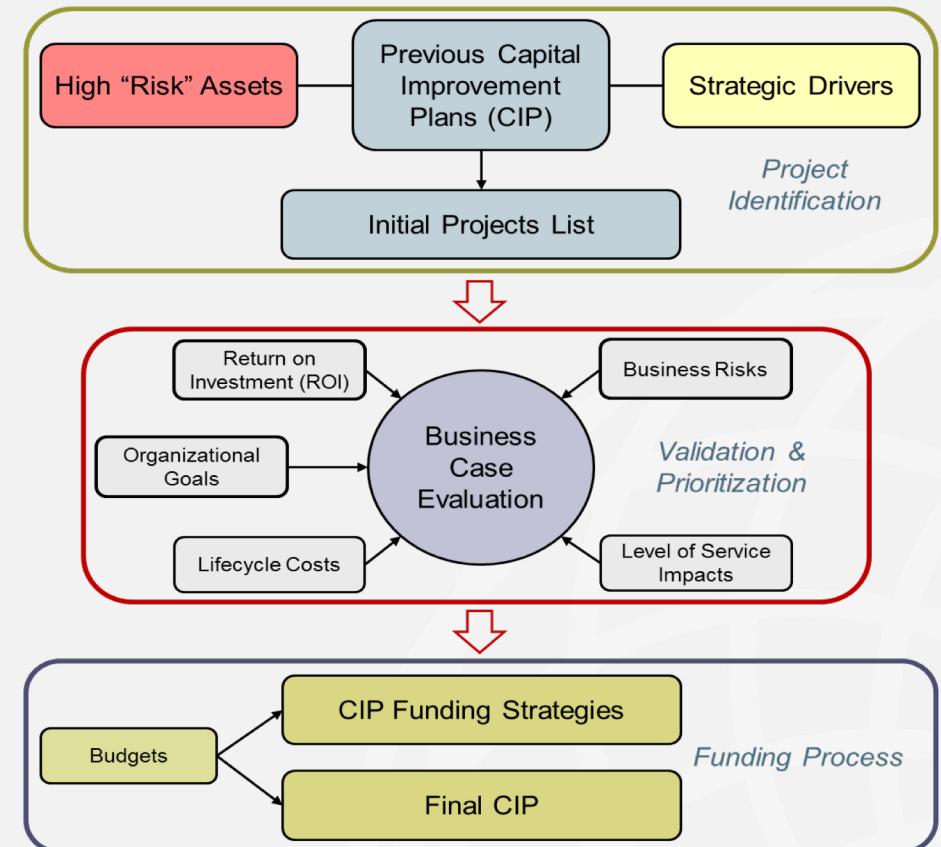 High “Risk” Assets
Previous Capital
Improvement
Plans (CIP)
Strategic Drivers
Project
Identification
Initial Projects List
Return on
Investment (ROI)
Business Risks
Organizational
Goals
Business
Case
Evaluation
Validation &
Prioritization
Lifecycle Costs
Level of Service
Impacts
CIP Funding Strategies
Budgets
Funding Process
Final CIP